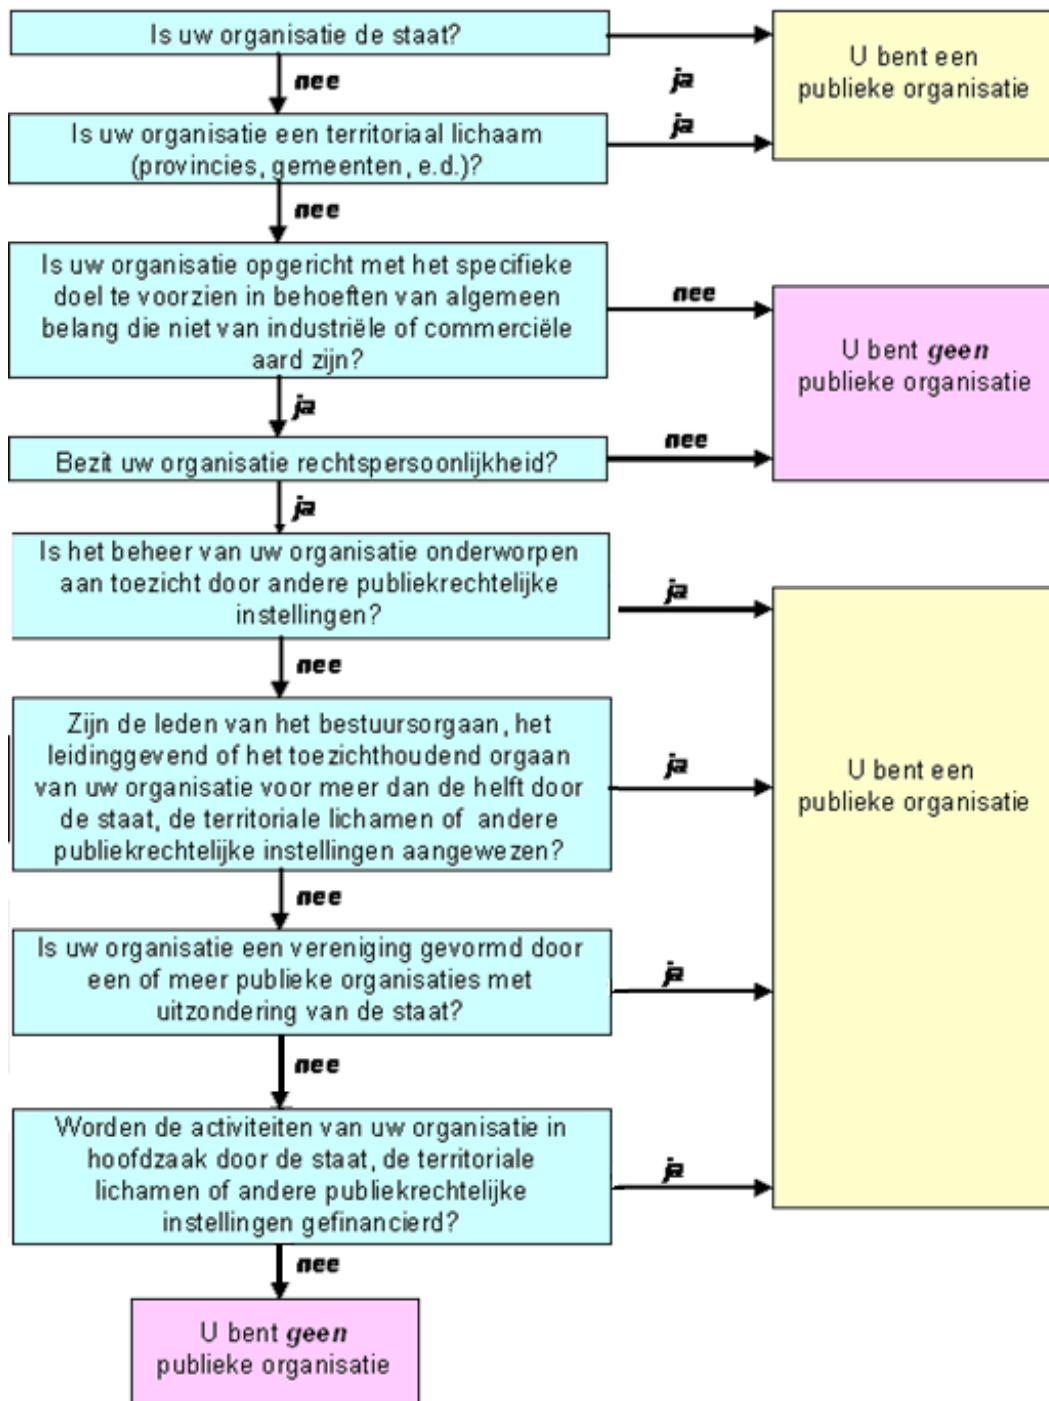 Is uw organisatie de staat?
U bent een
publieke organisatie
nee
ja
Is uw organisatie een territoriaal lichaam
(provincies, gemeenten, e.d.)?
ja
nee
Is uw organisatie opgericht met het specifieke
doel te voorzien in behoeften van algemeen
belang die niet van industriële of commerciële
aard zijn?
nee
U bent geen
publieke organisatie
ja
Bezit uw organisatie rechtspersoonlijkheid?
nee
ja
Is het beheer van uw organisatie onderworpen
aan toezicht door andere publiekrechtelijke
instellingen?
ja
nee
Zijn de leden van het bestuursorgaan, het
leidinggevend of het toezichthoudend orgaan
van uw organisatie voor meer dan de helft door
de staat, de territoriale lichamen of andere
publiekrechtelijke instellingen aangewezen?
ja
U bent een
publieke organisatie
nee
Is uw organisatie een vereniging gevormd door
een of meer publieke organisaties met
uitzondering van de staat?
ja
nee
Worden de activiteiten van uw organisatie in
hoofdzaak door de staat, de territoriale
lichamen of andere publiekrechtelijke
instellingen gefinancierd?
ja
nee
U bent geen
publieke organisatie